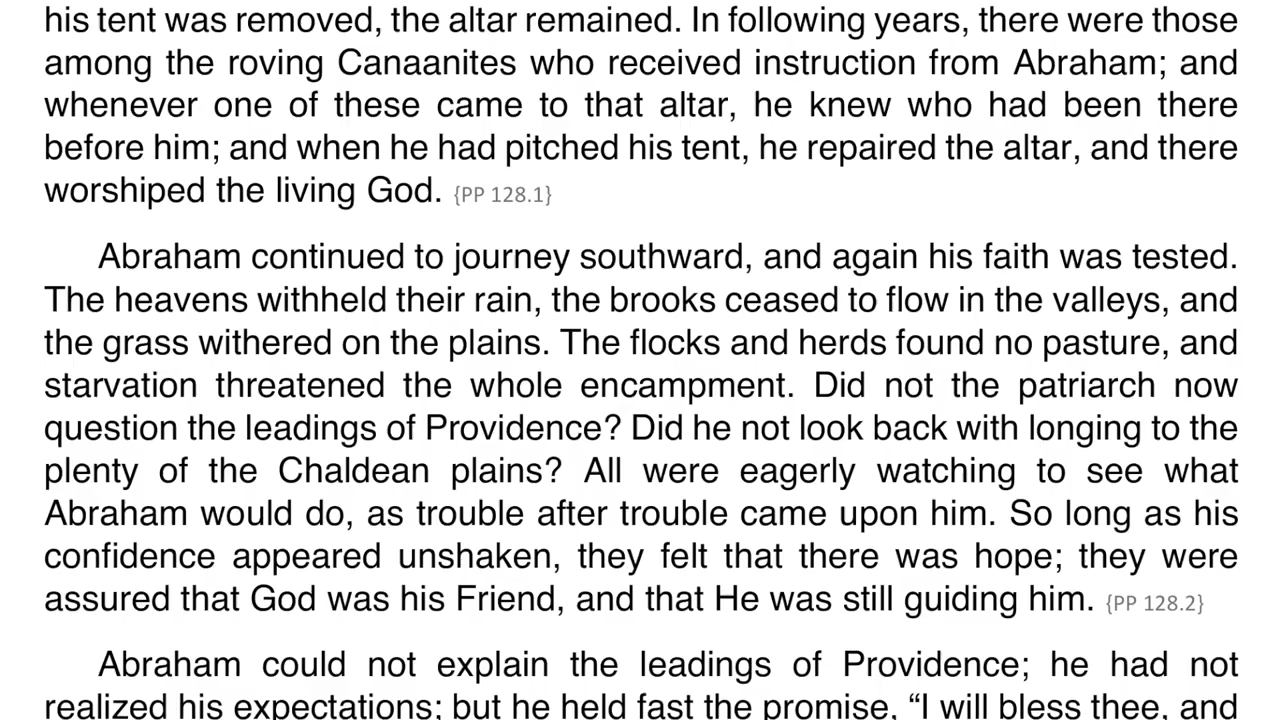 his tent was removed, the altar remained. In following years, there were those
among the roving Canaanites who received instruction from Abraham; and
whenever one of these came to that altar, he knew who had been there
before him; and when he had pitched his tent, he repaired the altar, and there
worshiped the living God. {PP 128.1}
Abraham continued to journey southward, and again his faith was tested.
The heavens withheld their rain, the brooks ceased to flow in the valleys, and
the grass withered on the plains. The flocks and herds found no pasture, and
starvation threatened the whole encampment. Did not the patriarch now
question the leadings of Providence? Did he not look back with longing to the
plenty of the Chaldean plains? All were eagerly watching to see what
Abraham would do, as trouble after trouble came upon him. So long as his
confidence appeared unshaken, they felt that there was hope; they were
assured that God was his Friend, and that He was still guiding him. {PP 128.2}
Abraham could not explain the leadings of Providence; he had not
realized his expectations; but he held fast the promise, “I will bless thee, and